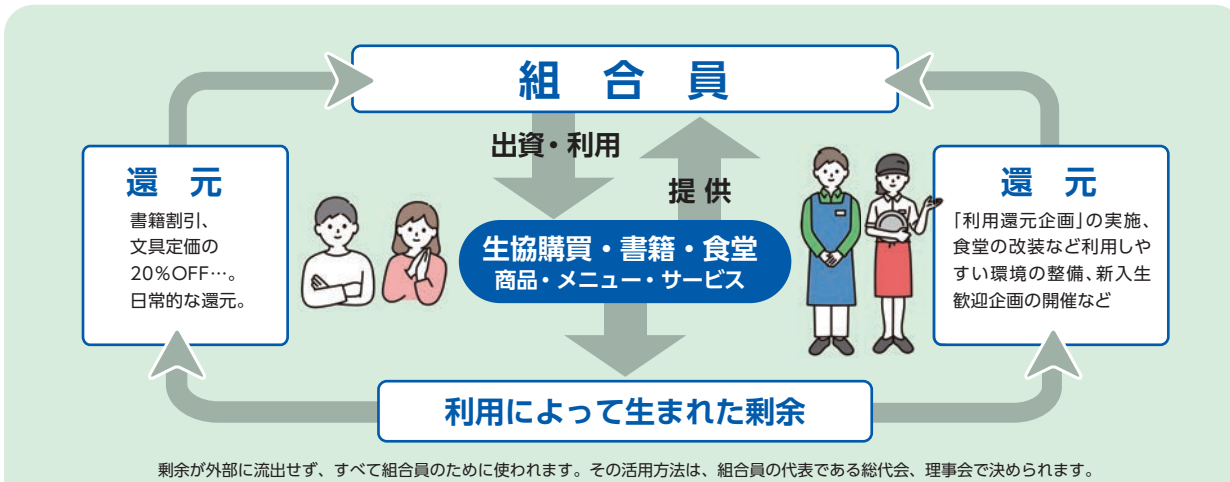 組 合 員
出資・利用
提 供
還 元
書籍割引、
文具定価の
20％OFF…。
日常的な還元。
生協購買・書籍・食堂
商品・メニュー・サービス
還 元
「利用還元企画」の実施、
食堂の改装など利用しや
すい環境の整備、新入生
歓迎企画の開催など
利用によって生まれた剰余
剰余が外部に流出せず、すべて組合員のために使われます。その活用方法は、組合員の代表である総代会、理事会で決められます。